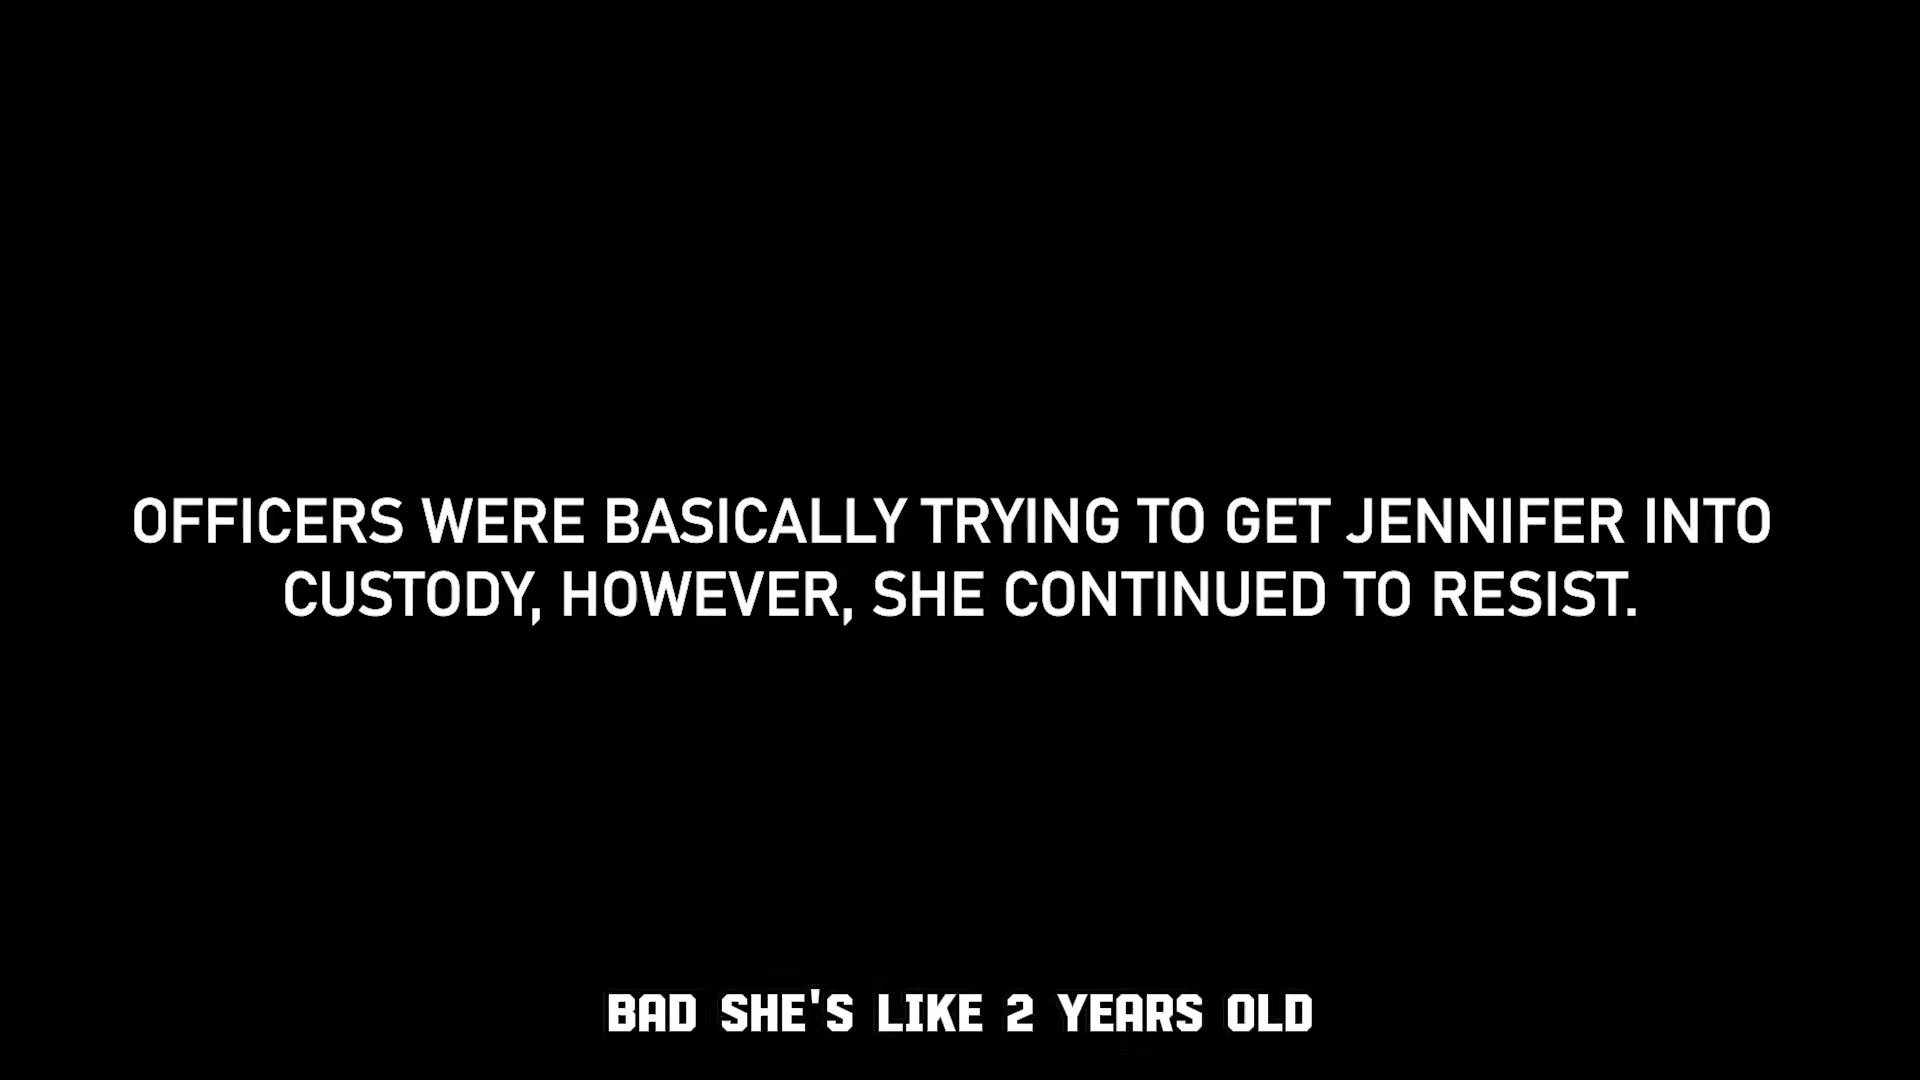 OFFICERS WERE BASICALLY TRYING TO GET JENNIFER INTO
CUSTODY, HOWEVER, SHE CONTINUED TO RESIST.
BAD SHE'S LIKE 2 YEARS OLD